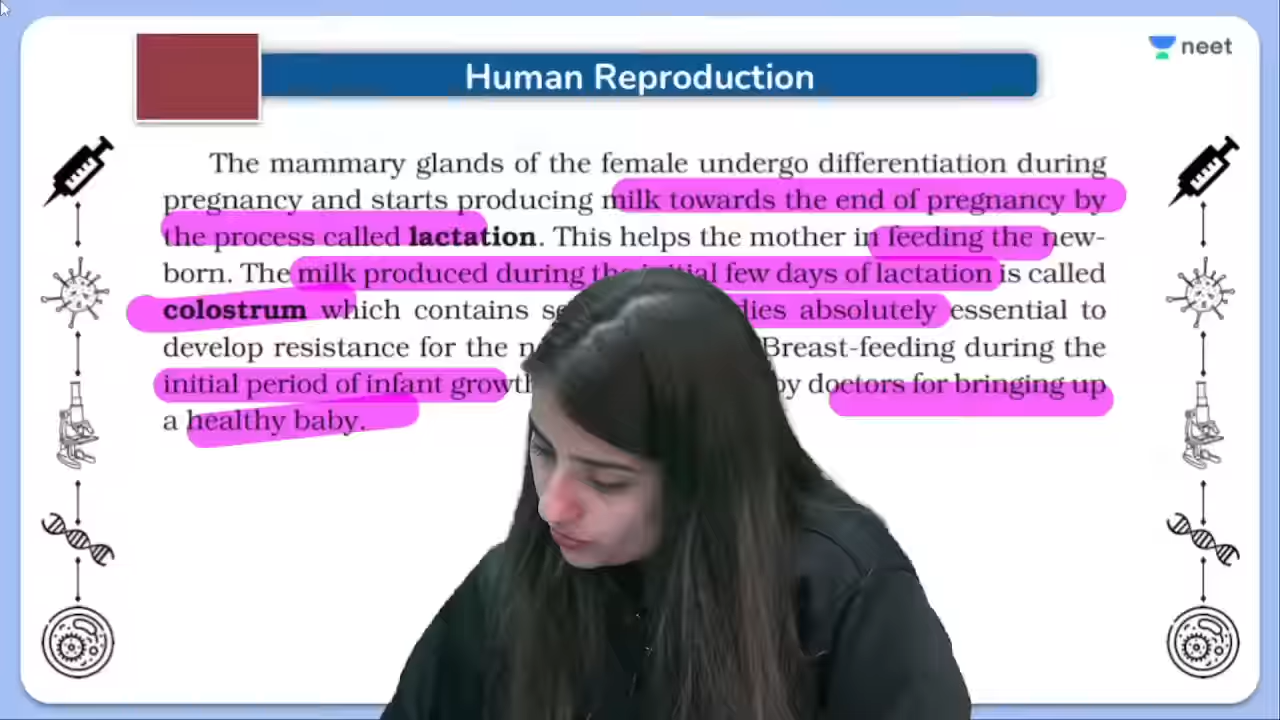 neet
Human Reproduction
The mammary glands of the female undergo differentiation during
pregnancy and starts producing milk towards the end of pregnancy by
the process called lactation. This helps the mother in feeding the new-
born. The milk produced during the initial few days of lactation is called
colostrum which contains absolutely essential to
develop resistance for the Breast-feeding during the
initial period of infant growth by doctors for bringing up
a healthy baby.